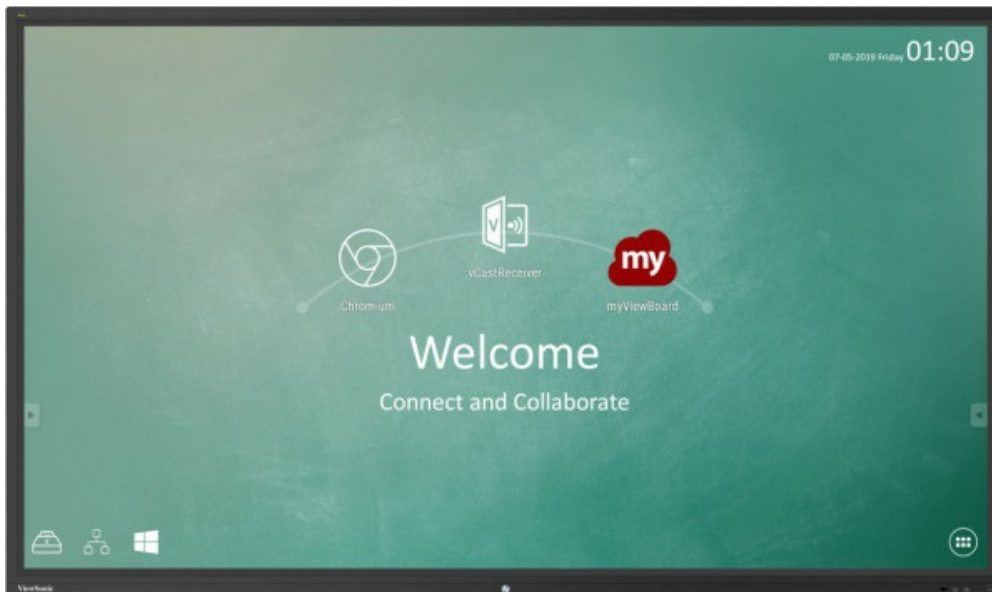 07-05-2019 Friday 01:09
V
vCastReceiver
Chromium
my
myViewBoard
Welcome
Connect and Collaborate
ViewSonic